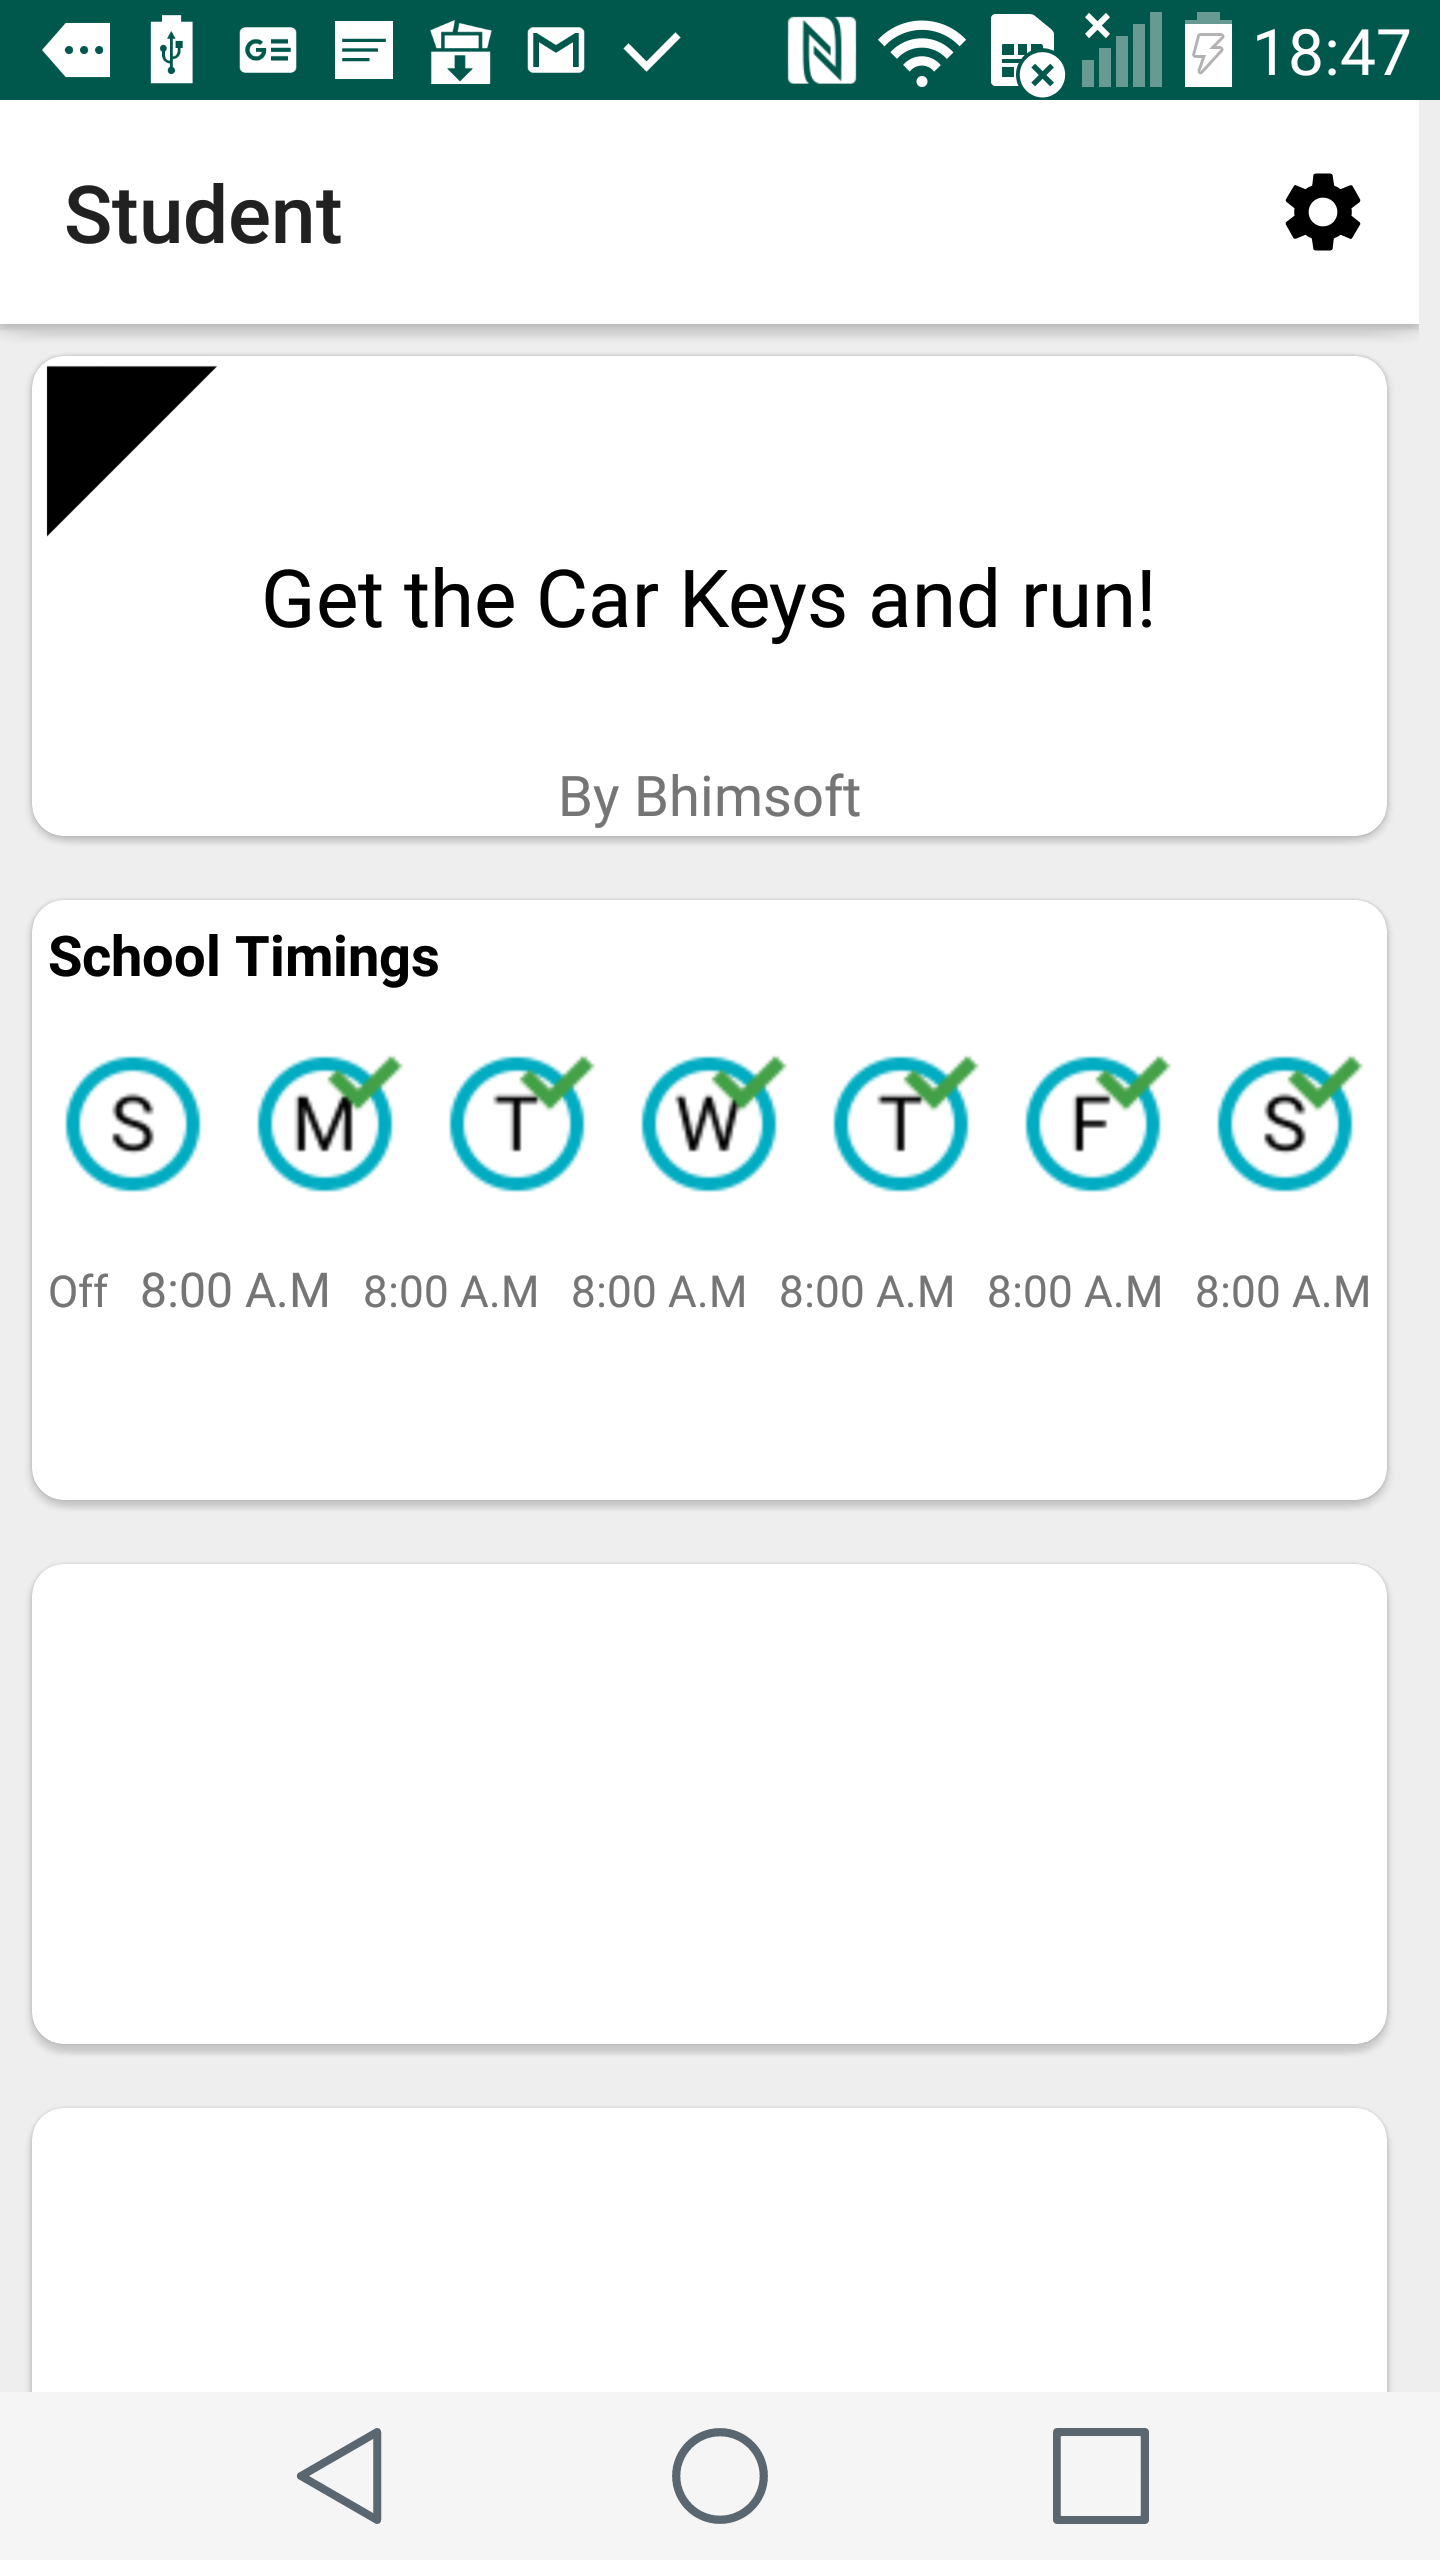 18:47
Student
Get the Car Keys and run!
By Bhimsoft
School Timings
S M T W T F S
Off 8:00 A.M 8:00 A.M 8:00 A.M 8:00 A.M 8:00 A.M 8:00 A.M